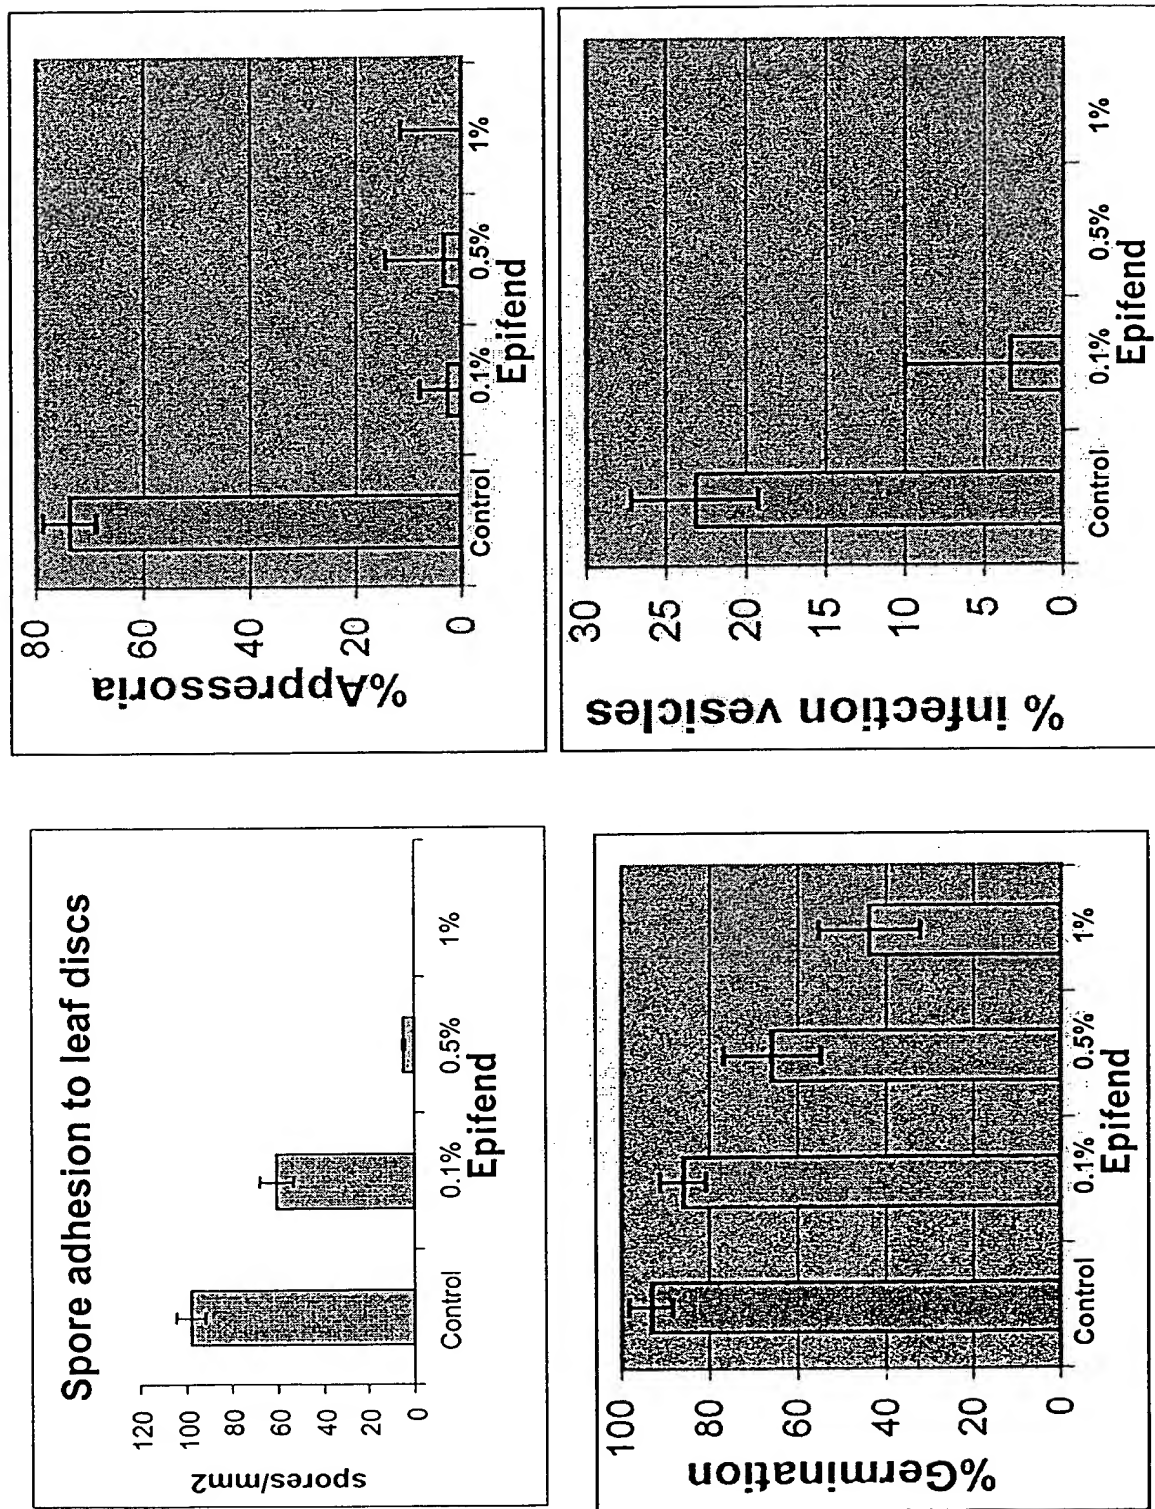 Spore adhesion to leaf discs
spores/mm2
120
100
80
60
40
20
0
Control 0.1% 0.5% 1%
Epifend
%Germination
100
80
60
40
20
0
Control 0.1% 0.5% 1%
Epifend
%Appressoria
80
60
40
20
0
Control 0.1% 0.5% 1%
Epifend
% infection vesicles
30
25
20
15
10
5
0
Control 0.1% 0.5% 1%
Epifend